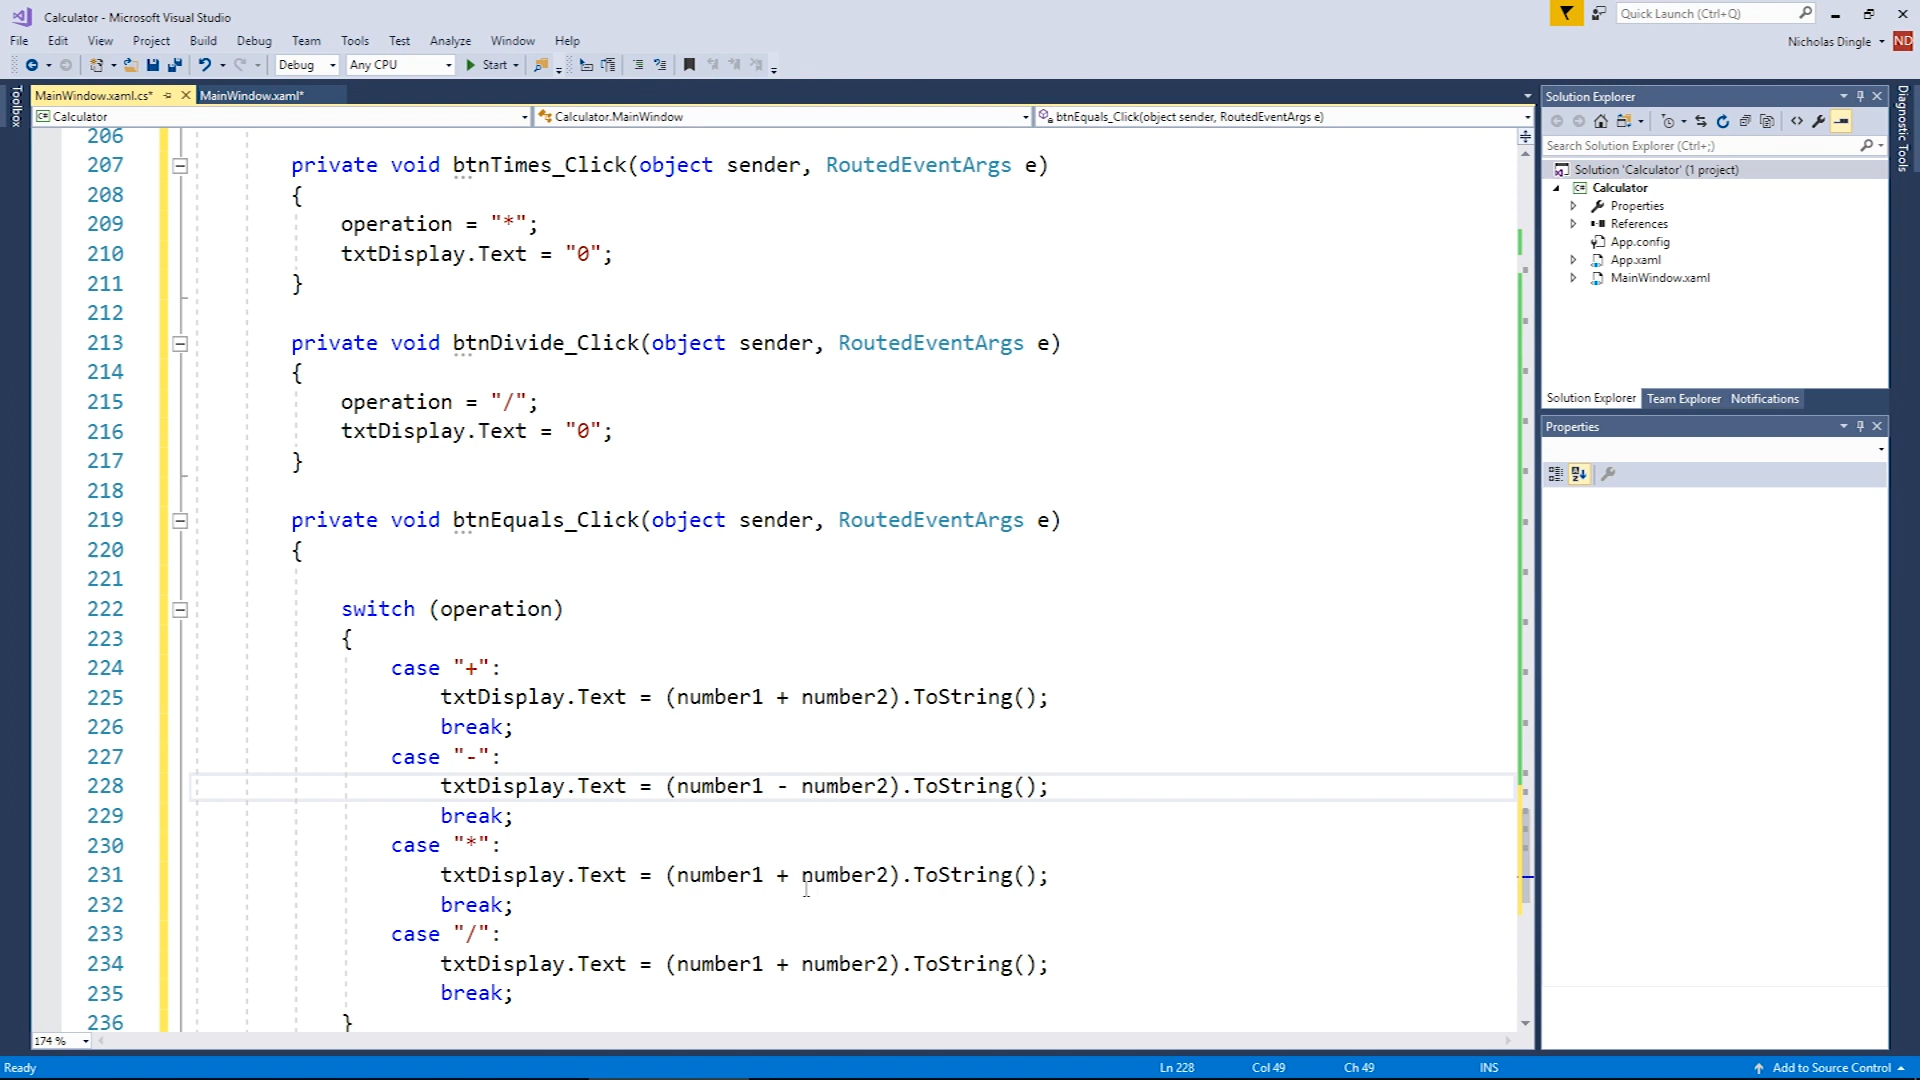 Calculator - Microsoft Visual Studio
Quick Launch (Ctrl+Q)
File Edit View Project Build Debug Team Tools Test Analyze Window Help
Nicholas Dingle ND
Debug Any CPU Start
Toolbox
MainWindow.xaml.cs* MainWindow.xaml*
Calculator Calculator.MainWindow btnEquals_Click(object sender, RoutedEventArgs e)
206
207 private void btnTimes_Click(object sender, RoutedEventArgs e)
208 {
209 operation = "*";
210 txtDisplay.Text = "0";
211 }
212
213 private void btnDivide_Click(object sender, RoutedEventArgs e)
214 {
215 operation = "/";
216 txtDisplay.Text = "0";
217 }
218
219 private void btnEquals_Click(object sender, RoutedEventArgs e)
220 {
221
222 switch (operation)
223 {
224 case "+":
225 txtDisplay.Text = (number1 + number2).ToString();
226 break;
227 case "-":
228 txtDisplay.Text = (number1 - number2).ToString();
229 break;
230 case "*":
231 txtDisplay.Text = (number1 + number2).ToString();
232 break;
233 case "/":
234 txtDisplay.Text = (number1 + number2).ToString();
235 break;
236 }
174 %
Solution Explorer
Search Solution Explorer (Ctrl+;)
Solution 'Calculator' (1 project)
Calculator
Properties
References
App.config
App.xaml
MainWindow.xaml
Solution Explorer Team Explorer Notifications
Properties
Diagnostic Tools
Ready Ln 228 Col 49 Ch 49 INS Add to Source Control